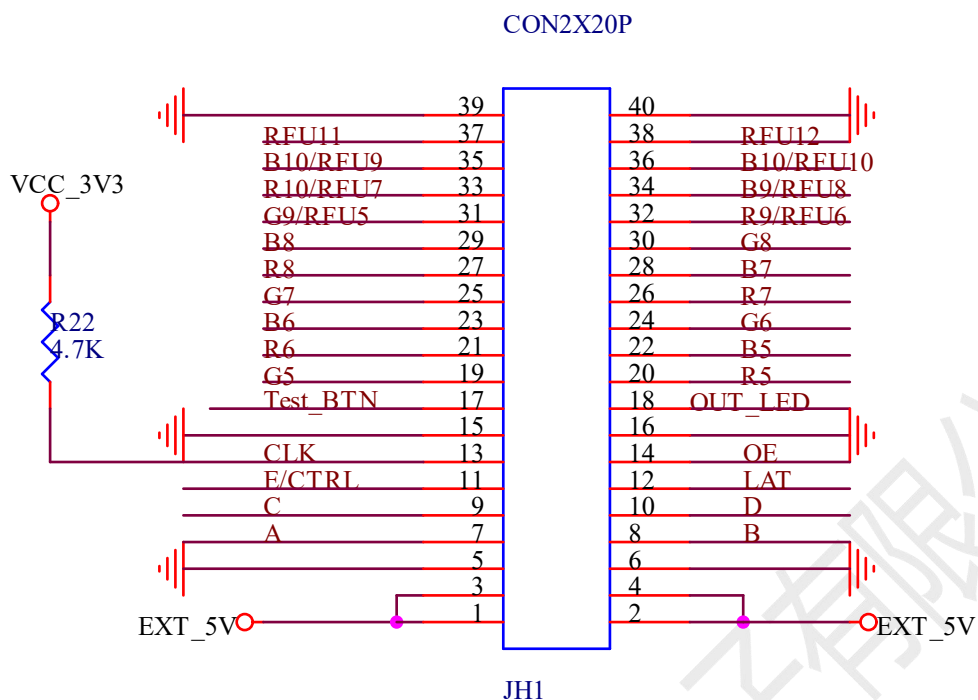 CON2X20P
39 40
RFU11 37 38 RFU12
B10/RFU9 35 36 B10/RFU10
VCC_3V3
R10/RFU7 33 34 B9/RFU8
G9/RFU5 31 32 R9/RFU6
B8 29 30 G8
R8 27 28 B7
G7 25 26 R7
R22
B6 23 24 G6
4.7K
R6 21 22 B5
G5 19 20 R5
Test_BTN 17 18 OUT_LED
15 16
CLK 13 14 OE
E/CTRL 11 12 LAT
C 9 10 D
A 7 8 B
5 6
3 4
EXT_5V 1 2 EXT_5V
JH1
有限